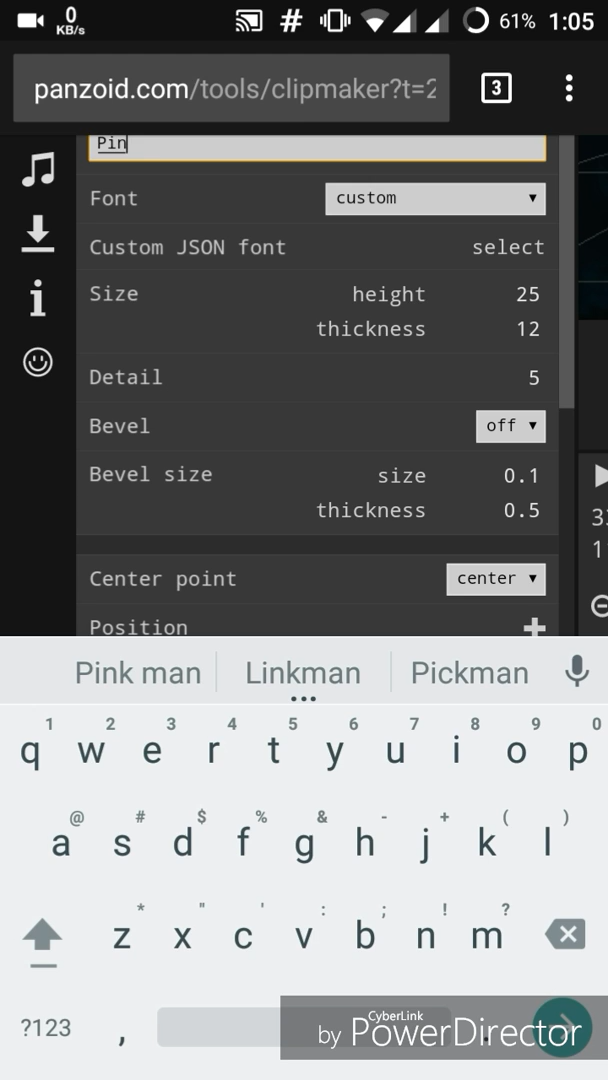 0 KB/s # 61% 1:05
panzoid.com/tools/clipmaker?t=2 3
Pin
Font custom
Custom JSON font select
Size height 25
thickness 12
Detail 5
Bevel off
Bevel size size 0.1
thickness 0.5
Center point center
Position
Pink man Linkman Pickman
1 2 3 4 5 6 7 8 9 0
q w e r t y u i o p
@ # $ % & - + ( )
a s d f g h j k l
* " ' : ; ! ?
z x c v b n m
?123 ,
by CyberLink PowerDirector